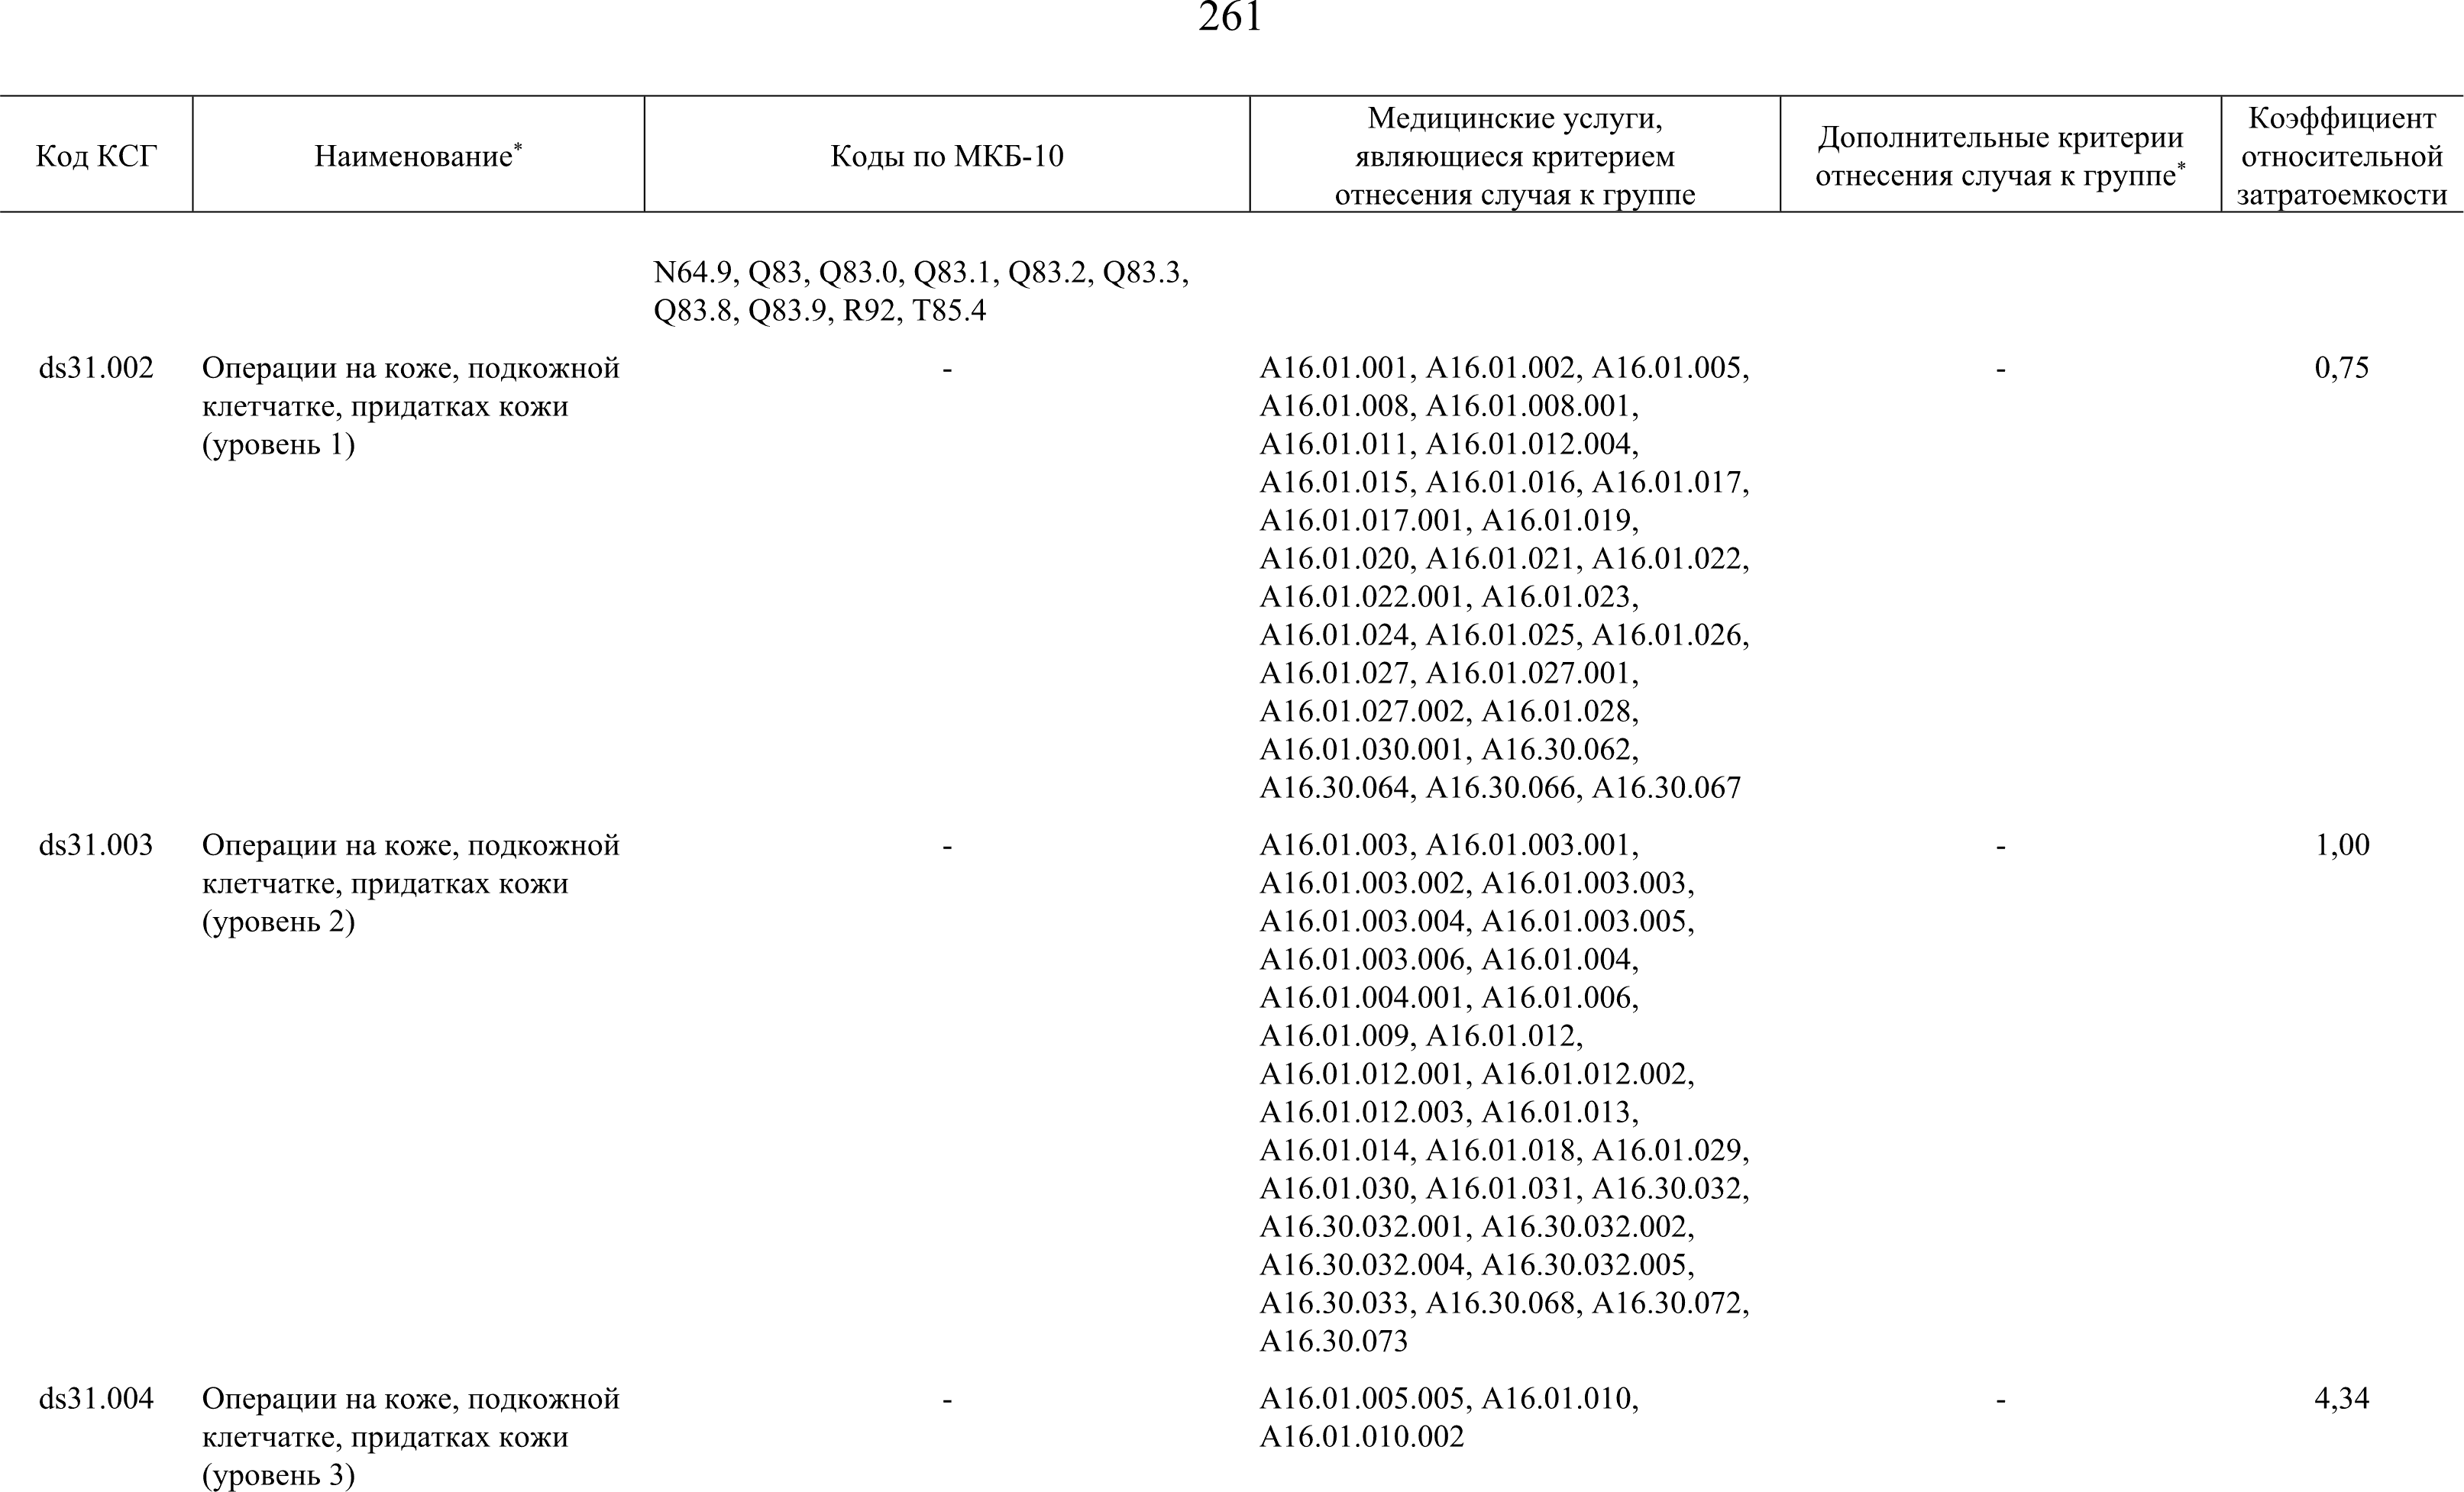 261
Код КСГ
Наименование*
Коды по МКБ-10
Медицинские услуги,
являющиеся критерием
отнесения случая к группе
Дополнительные критерии
отнесения случая к группе*
Коэффициент
относительной
затратоемкости
N64.9, Q83, Q83.0, Q83.1, Q83.2, Q83.3,
Q83.8, Q83.9, R92, T85.4
ds31.002
Операции на коже, подкожной
клетчатке, придатках кожи
(уровень 1)
-
A16.01.001, A16.01.002, A16.01.005,
A16.01.008, A16.01.008.001,
A16.01.011, A16.01.012.004,
A16.01.015, A16.01.016, A16.01.017,
A16.01.017.001, A16.01.019,
A16.01.020, A16.01.021, A16.01.022,
A16.01.022.001, A16.01.023,
A16.01.024, A16.01.025, A16.01.026,
A16.01.027, A16.01.027.001,
A16.01.027.002, A16.01.028,
A16.01.030.001, A16.30.062,
A16.30.064, A16.30.066, A16.30.067
-
0,75
ds31.003
Операции на коже, подкожной
клетчатке, придатках кожи
(уровень 2)
-
A16.01.003, A16.01.003.001,
A16.01.003.002, A16.01.003.003,
A16.01.003.004, A16.01.003.005,
A16.01.003.006, A16.01.004,
A16.01.004.001, A16.01.006,
A16.01.009, A16.01.012,
A16.01.012.001, A16.01.012.002,
A16.01.012.003, A16.01.013,
A16.01.014, A16.01.018, A16.01.029,
A16.01.030, A16.01.031, A16.30.032,
A16.30.032.001, A16.30.032.002,
A16.30.032.004, A16.30.032.005,
A16.30.033, A16.30.068, A16.30.072,
A16.30.073
-
1,00
ds31.004
Операции на коже, подкожной
клетчатке, придатках кожи
(уровень 3)
-
A16.01.005.005, A16.01.010,
A16.01.010.002
-
4,34